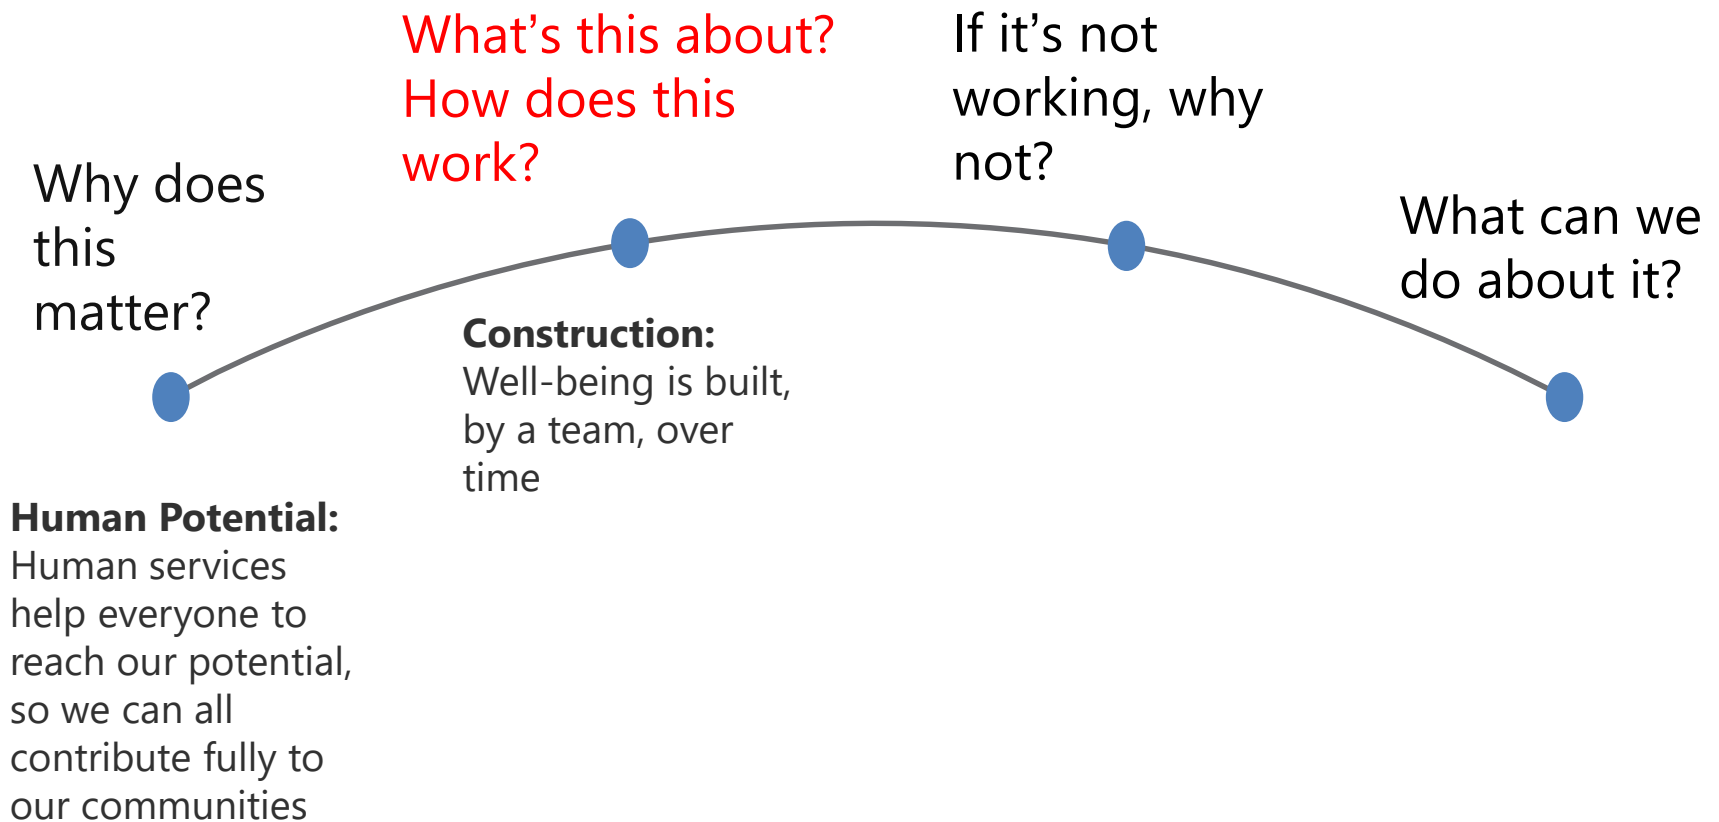 Why does
this
matter?
Human Potential:
Human services
help everyone to
reach our potential,
so we can all
contribute fully to
our communities
What’s this about?
How does this
work?
Construction:
Well-being is built,
by a team, over
time
If it’s not
working, why
not?
What can we
do about it?